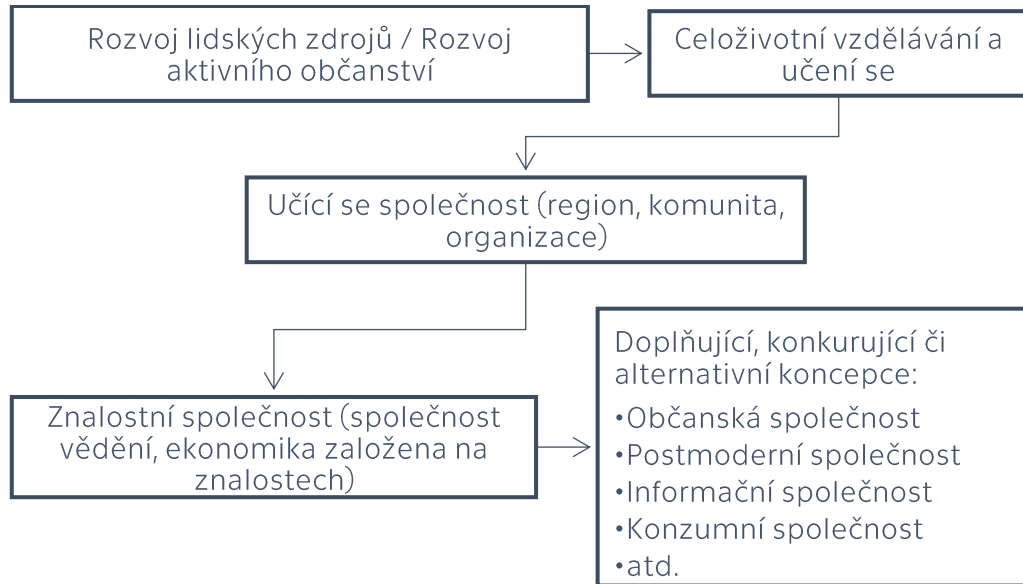 Rozvoj lidských zdrojů / Rozvoj
aktivního občanství
Celoživotní vzdělávání a
učení se
Učící se společnost (region, komunita,
organizace)
Znalostní společnost (společnost
vědění, ekonomika založena na
znalostech)
Doplňující, konkurující či
alternativní koncepce:
•Občanská společnost
•Postmoderní společnost
•Informační společnost
•Konzumní společnost
•atd.